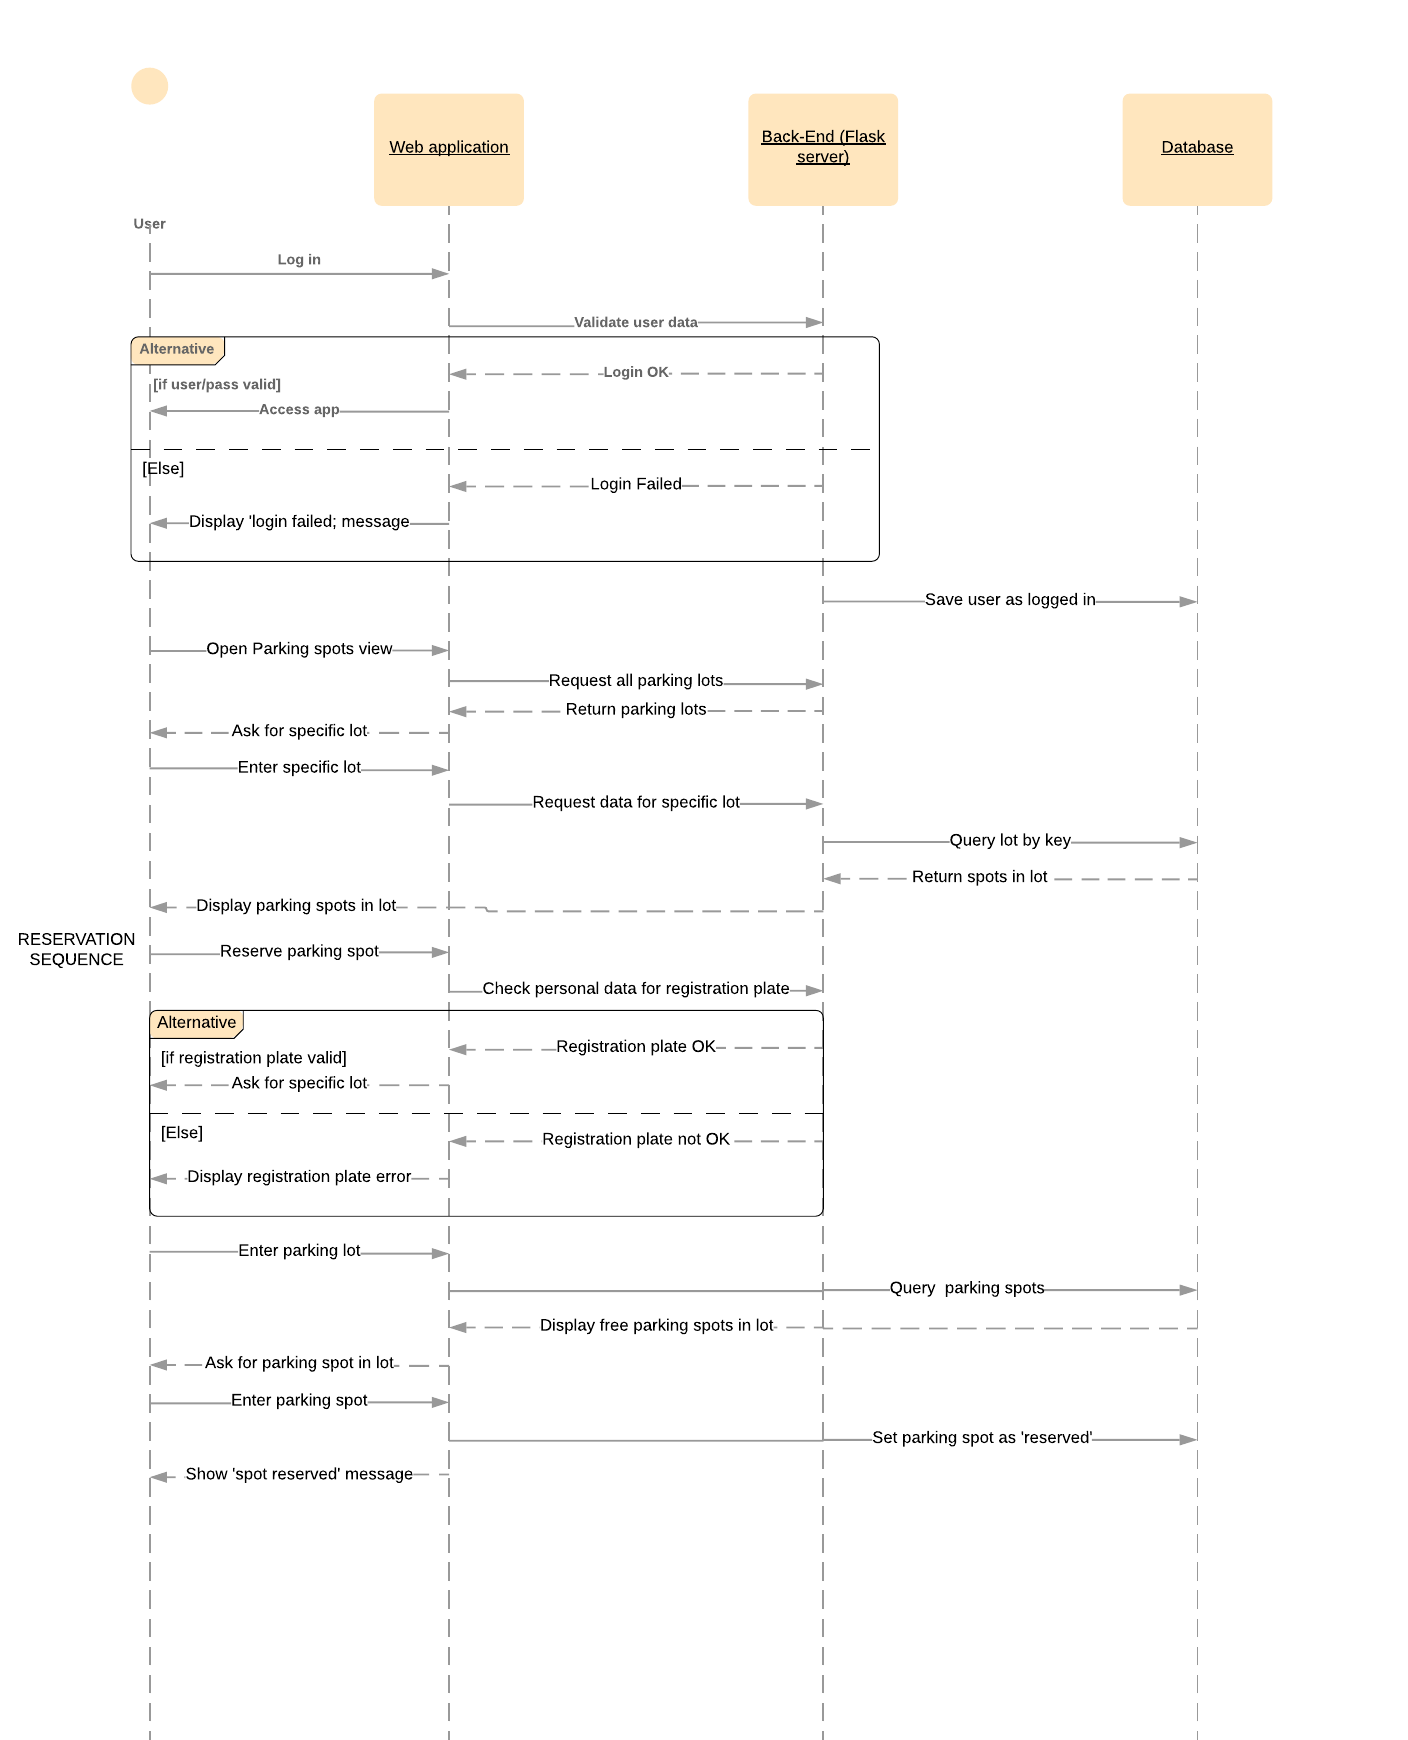 Web application
Back-End (Flask
server)
Database
User
Log in
Validate user data
Alternative
Login OK
[if user/pass valid]
Access app
[Else]
Login Failed
Display 'login failed; message
Save user as logged in
Open Parking spots view
Request all parking lots
Return parking lots
Ask for specific lot
Enter specific lot
Request data for specific lot
Query lot by key
Return spots in lot
Display parking spots in lot
RESERVATION
SEQUENCE
Reserve parking spot
Check personal data for registration plate
Alternative
Registration plate OK
[if registration plate valid]
Ask for specific lot
[Else]
Registration plate not OK
Display registration plate error
Enter parking lot
Query  parking spots
Display free parking spots in lot
Ask for parking spot in lot
Enter parking spot
Set parking spot as 'reserved'
Show 'spot reserved' message